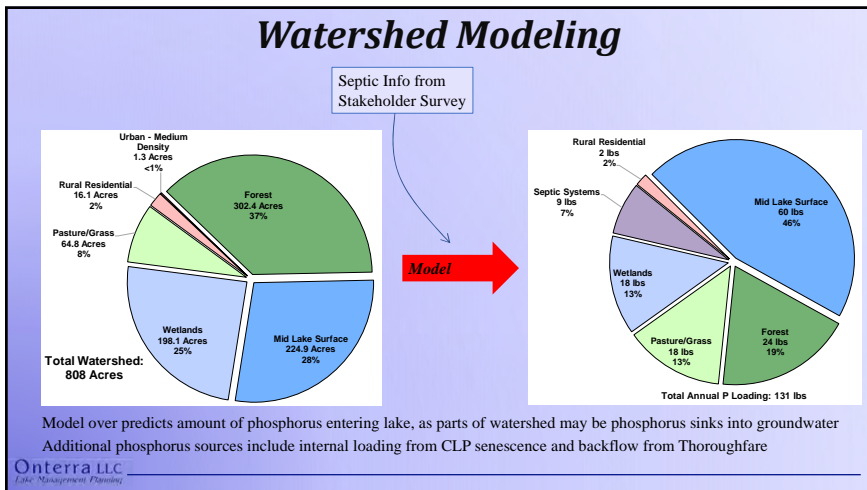 Watershed Modeling
Septic Info from
Stakeholder Survey
Urban - Medium
Density
1.3 Acres
<1%
Rural Residential
16.1 Acres
2%
Pasture/Grass
64.8 Acres
8%
Forest
302.4 Acres
37%
Wetlands
198.1 Acres
25%
Mid Lake Surface
224.9 Acres
28%
Total Watershed:
808 Acres
Model
Rural Residential
2 lbs
2%
Septic Systems
9 lbs
7%
Mid Lake Surface
60 lbs
46%
Wetlands
18 lbs
13%
Pasture/Grass
18 lbs
13%
Forest
24 lbs
19%
Total Annual P Loading: 131 lbs
Model over predicts amount of phosphorus entering lake, as parts of watershed may be phosphorus sinks into groundwater
Additional phosphorus sources include internal loading from CLP senescence and backflow from Thoroughfare
Onterra LLC
Lake Management Planning